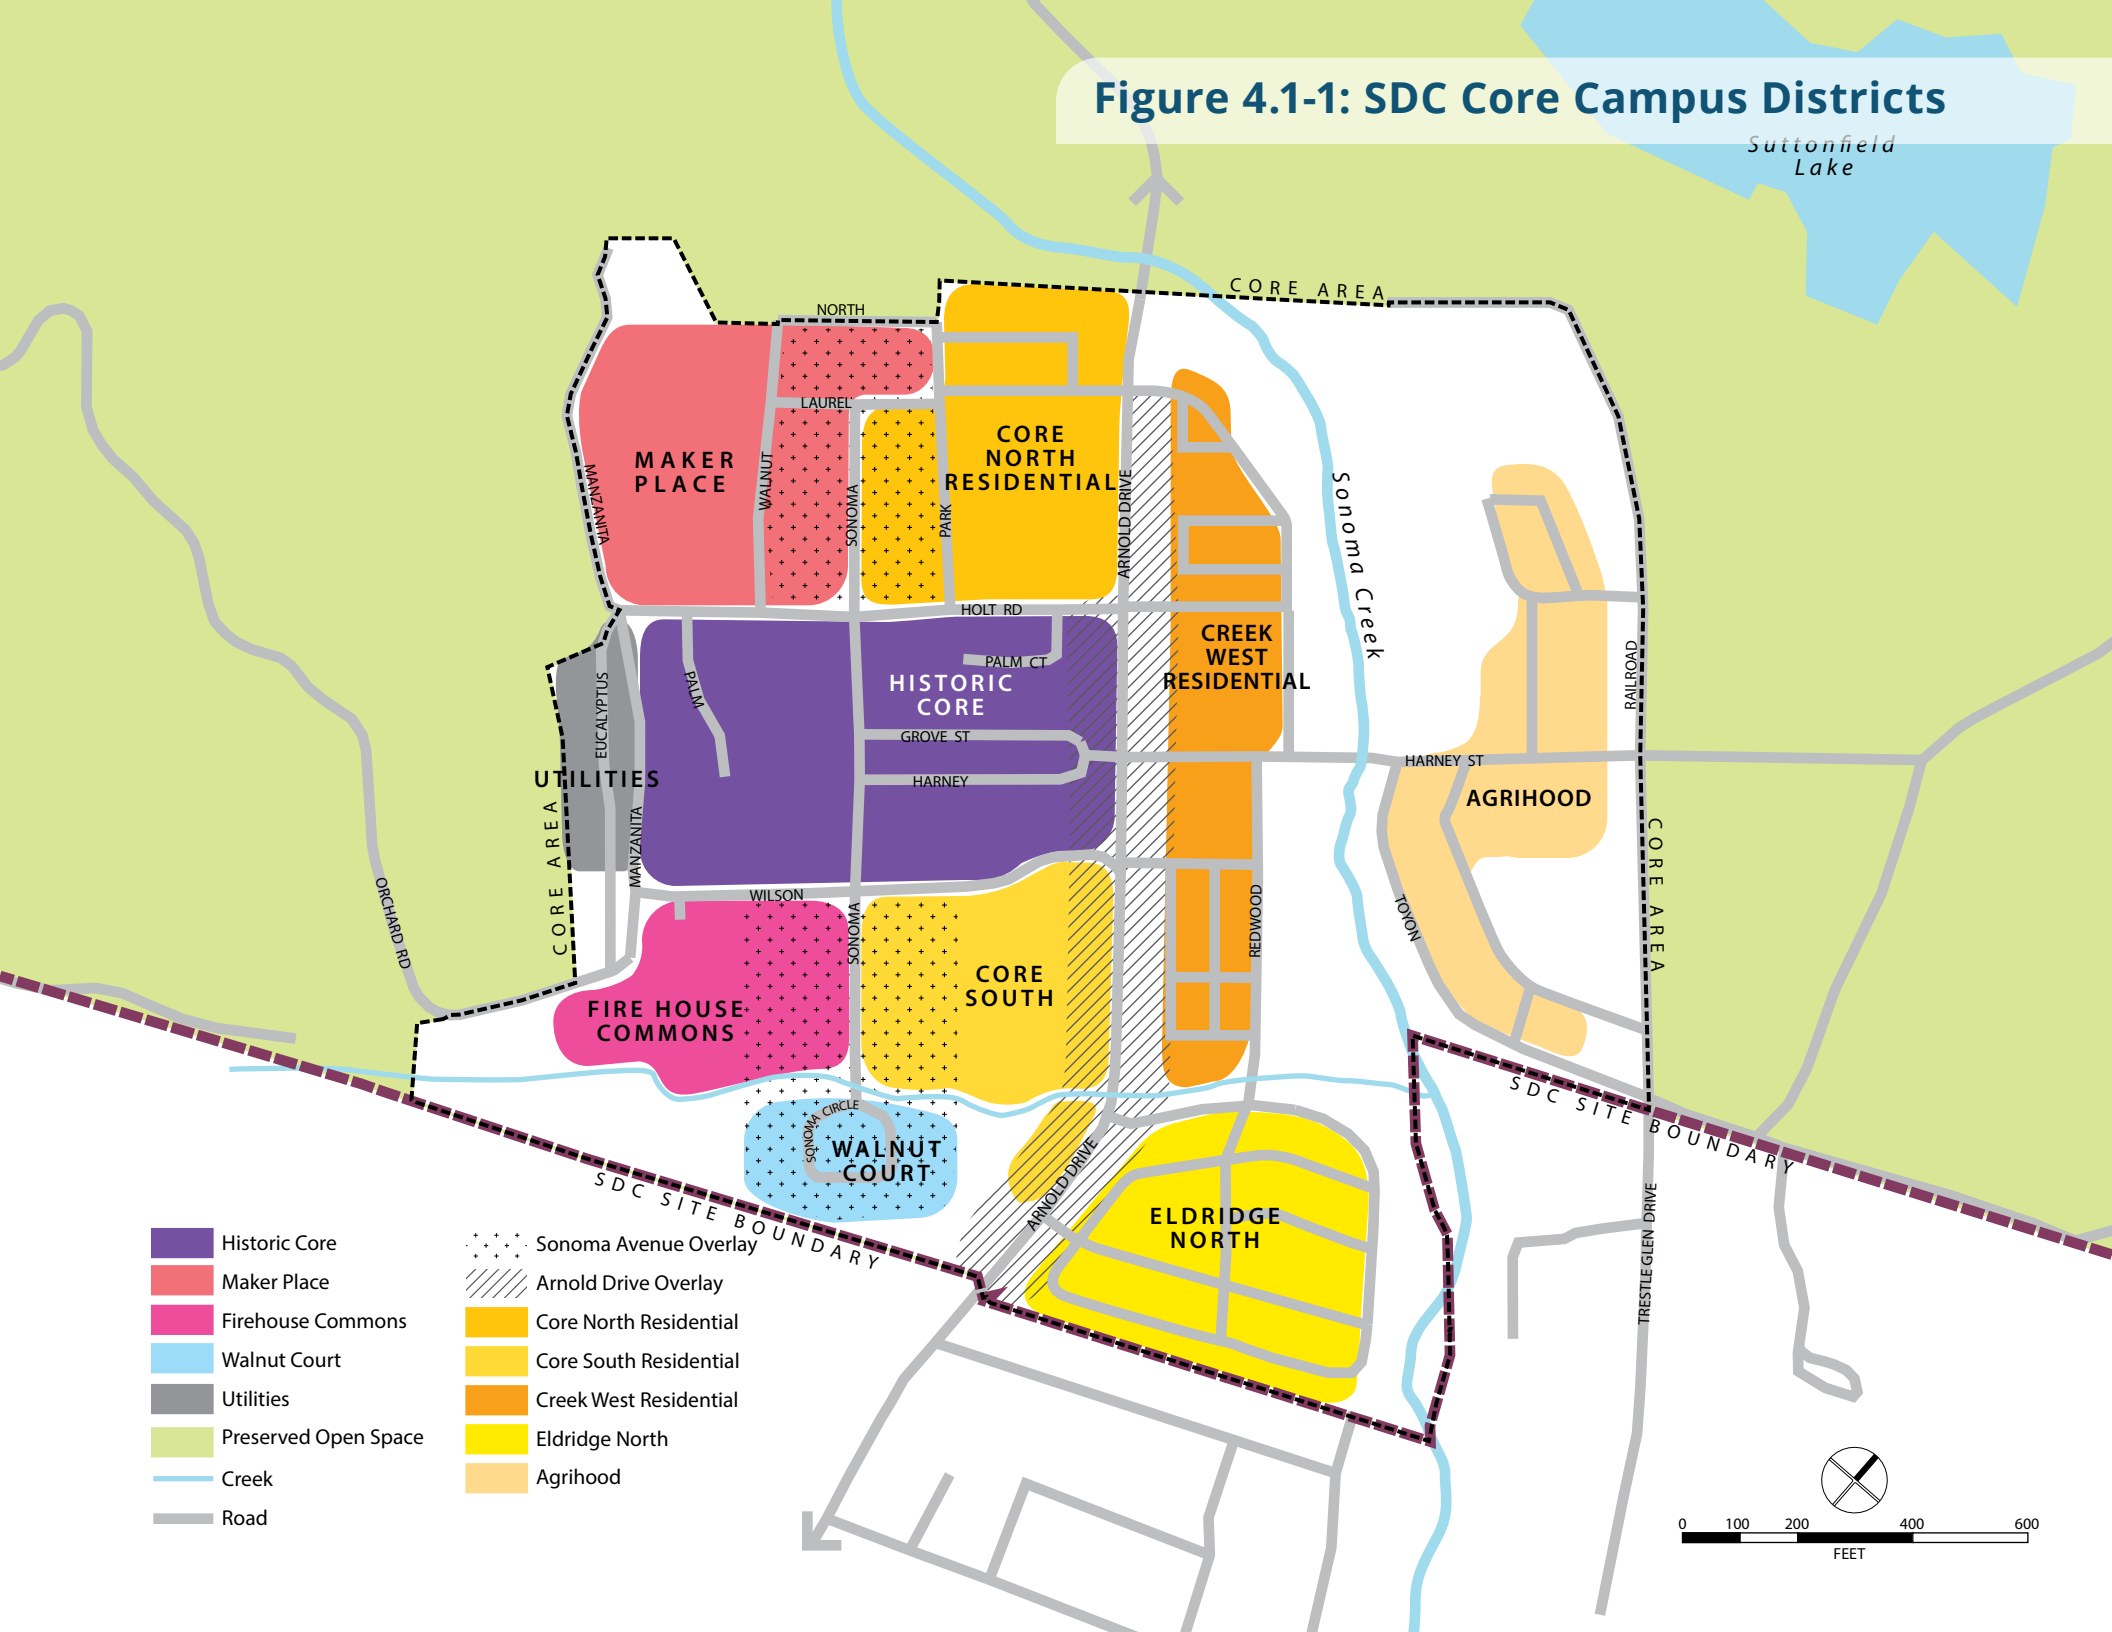 Figure 4.1-1: SDC Core Campus Districts
Suttonfield
Lake
CORE AREA
NORTH
LAUREL
MAKER
PLACE
MANZANITA
WALNUT
SONOMA
PARK
CORE
NORTH
RESIDENTIAL
ARNOLD DRIVE
Sonoma Creek
HOLT RD
CREEK
WEST
RESIDENTIAL
PALM CT
HISTORIC
CORE
PALM
EUCALYPTUS
RAILROAD
GROVE ST
HARNEY
HARNEY ST
UTILITIES
AGRIHOOD
MANZANITA
CORE AREA
CORE AREA
ORCHARD RD
WILSON
SONOMA
REDWOOD
TOYON
CORE
SOUTH
FIRE HOUSE
COMMONS
SDC SITE BOUNDARY
SONOMA CIRCLE
WALNUT
COURT
ARNOLD DRIVE
SDC SITE BOUNDARY
ELDRIDGE
NORTH
TRESTLE GLEN DRIVE
Historic Core
Maker Place
Firehouse Commons
Walnut Court
Utilities
Preserved Open Space
Creek
Road
Sonoma Avenue Overlay
Arnold Drive Overlay
Core North Residential
Core South Residential
Creek West Residential
Eldridge North
Agrihood
0 100 200 400 600
FEET